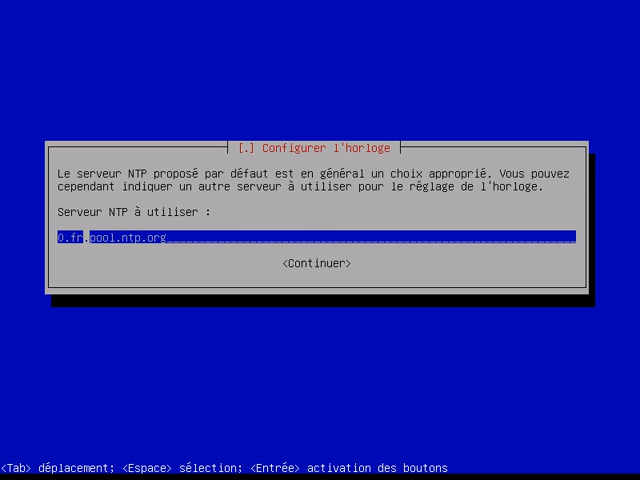 [.] Configurer l'horloge
Le serveur NTP proposé par défaut est en général un choix approprié. Vous pouvez
cependant indiquer un autre serveur à utiliser pour le réglage de l'horloge.
Serveur NTP à utiliser :
0.fr.pool.ntp.org
<Continuer>
<Tab> déplacement; <Espace> sélection; <Entrée> activation des boutons